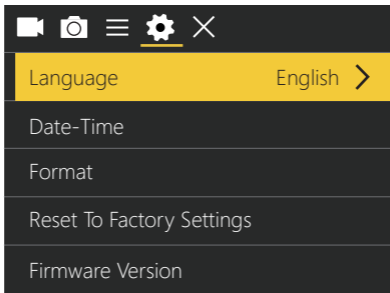 Language English
Date-Time
Format
Reset To Factory Settings
Firmware Version